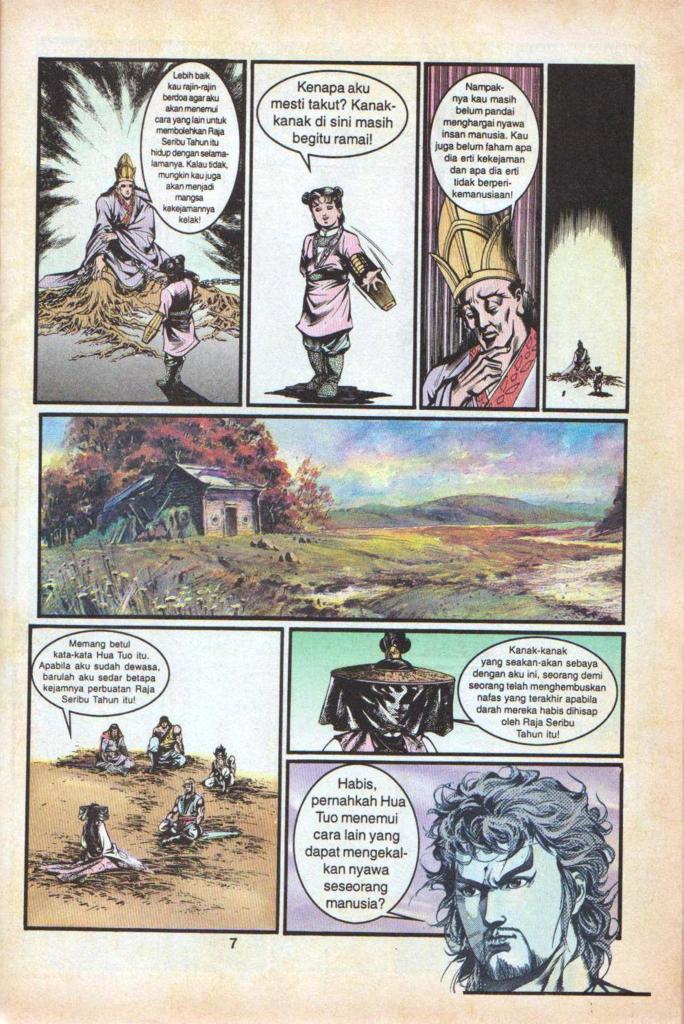 Lebih baik
kau rajin-rajin
berdoa agar aku
akan menemui
cara yang lain untuk
membolehkan Raja
Seribu Tahun itu
hidup dengan selama-
lamanya. Kalau tidak,
mungkin kau juga
akan menjadi
mangsa
kekejamannya
kelak!
Kenapa aku
mesti takut? Kanak-
kanak di sini masih
begitu ramai!
Nampak-
nya kau masih
belum pandai
menghargai nyawa
insan manusia. Kau
juga belum faham apa
dia erti kekejaman
dan apa dia erti
tidak berperi-
kemanusiaan!
Memang betul
kata-kata Hua Tuo itu.
Apabila aku sudah dewasa,
barulah aku sedar betapa
kejamnya perbuatan Raja
Seribu Tahun itu!
Kanak-kanak
yang seakan-akan sebaya
dengan aku ini, seorang demi
seorang telah menghembuskan
nafas yang terakhir apabila
darah mereka habis dihisap
oleh Raja Seribu
Tahun itu!
Habis,
pernahkah Hua
Tuo menemui
cara lain yang
dapat mengekal-
kan nyawa
seseorang
manusia?
7